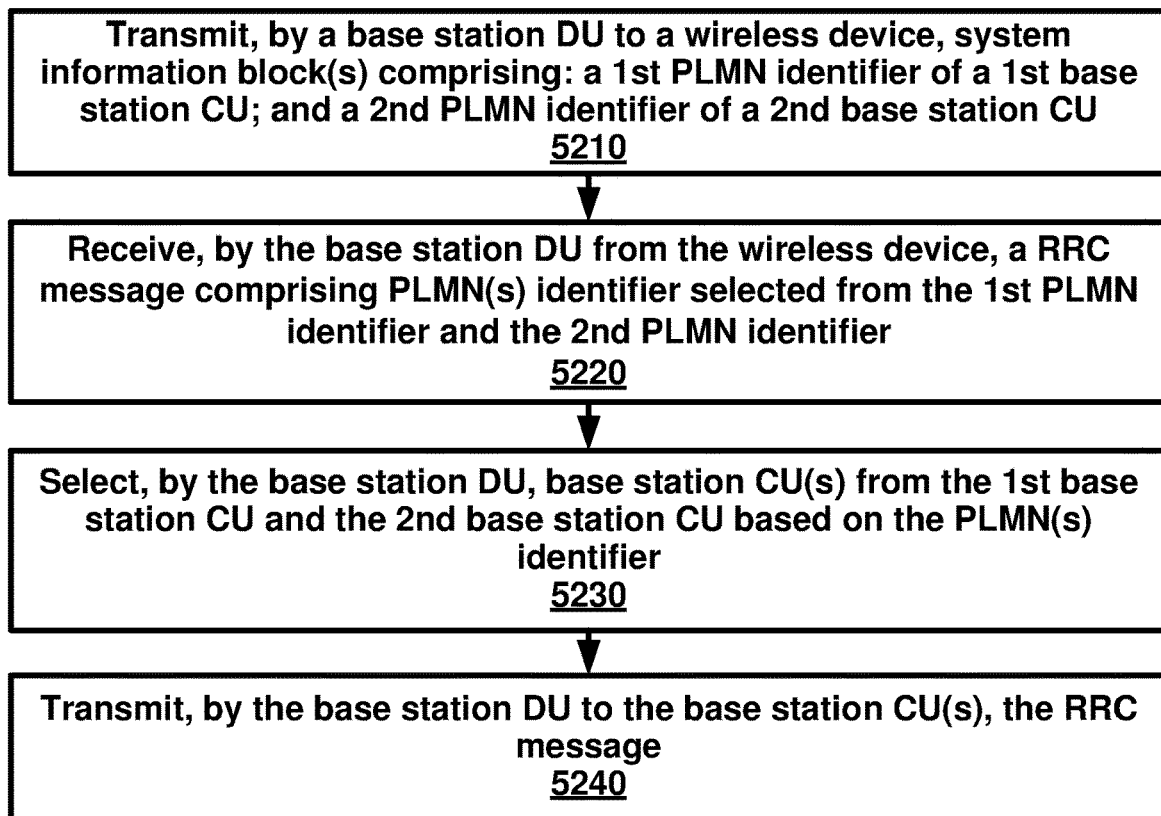 Transmit, by a base station DU to a wireless device, system
information block(s) comprising: a 1st PLMN identifier of a 1st base
station CU; and a 2nd PLMN identifier of a 2nd base station CU
5210
Receive, by the base station DU from the wireless device, a RRC
message comprising PLMN(s) identifier selected from the 1st PLMN
identifier and the 2nd PLMN identifier
5220
Select, by the base station DU, base station CU(s) from the 1st base
station CU and the 2nd base station CU based on the PLMN(s)
identifier
5230
Transmit, by the base station DU to the base station CU(s), the RRC
message
5240